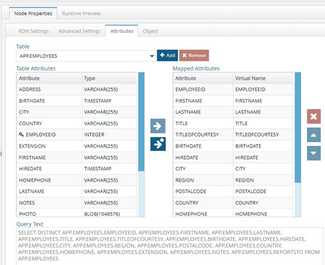 Node Properties Runtime Preview
ROM Settings Advanced Settings Attributes Object
Table
APP.EMPLOYEES Add Remove
Table Attributes Mapped Attributes
Attribute Type Attribute Virtual Name
ADDRESS VARCHAR(255) EMPLOYEEID EMPLOYEEID
BIRTHDATE TIMESTAMP FIRSTNAME FIRSTNAME
CITY VARCHAR(255) LASTNAME LASTNAME
COUNTRY VARCHAR(255) TITLE TITLE
EMPLOYEEID INTEGER TITLEOFCOURTESY TITLEOFCOURTESY
EXTENSION VARCHAR(255) BIRTHDATE BIRTHDATE
FIRSTNAME VARCHAR(255) HIREDATE HIREDATE
HIREDATE TIMESTAMP CITY CITY
HOMEPHONE VARCHAR(255) REGION REGION
LASTNAME VARCHAR(255) POSTALCODE POSTALCODE
NOTES VARCHAR(255) COUNTRY COUNTRY
PHOTO BLOB(1048576) HOMEPHONE HOMEPHONE
Query Text
SELECT DISTINCT APP.EMPLOYEES.EMPLOYEEID, APP.EMPLOYEES.FIRSTNAME, APP.EMPLOYEES.LASTNAME,
APP.EMPLOYEES.TITLE, APP.EMPLOYEES.TITLEOFCOURTESY, APP.EMPLOYEES.BIRTHDATE, APP.EMPLOYEES.HIREDATE,
APP.EMPLOYEES.CITY, APP.EMPLOYEES.REGION, APP.EMPLOYEES.POSTALCODE, APP.EMPLOYEES.COUNTRY,
APP.EMPLOYEES.HOMEPHONE, APP.EMPLOYEES.EXTENSION, APP.EMPLOYEES.NOTES, APP.EMPLOYEES.REPORTSTO FROM
APP.EMPLOYEES